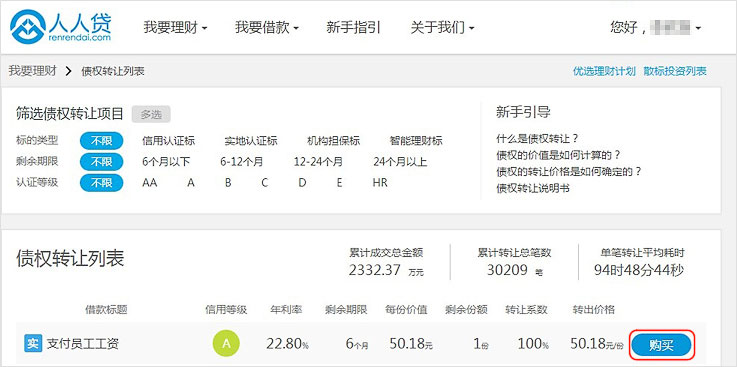 人人贷 我要理财 我要借款 新手指引 关于我们 您好，
renrendai.com
我要理财 > 债权转让列表 优选理财计划 散标投资列表
筛选债权转让项目 多选
标的类型 不限 信用认证标 实地认证标 机构担保标 智能理财标
剩余期限 不限 6个月以下 6-12个月 12-24个月 24个月以上
认证等级 不限 AA A B C D E HR
新手引导
什么是债权转让？
债权的价值是如何计算的？
债权的转让价格是如何确定的？
债权转让说明书
债权转让列表
累计成交总金额 累计转让总笔数 单笔转让平均耗时
2332.37 万元 30209 笔 94时48分44秒
借款标题 信用等级 年利率 剩余期限 每份价值 剩余份额 转让系数 转出价格
实 支付员工工资 A 22.80% 6个月 50.18元 1份 100% 50.18元/份 购买